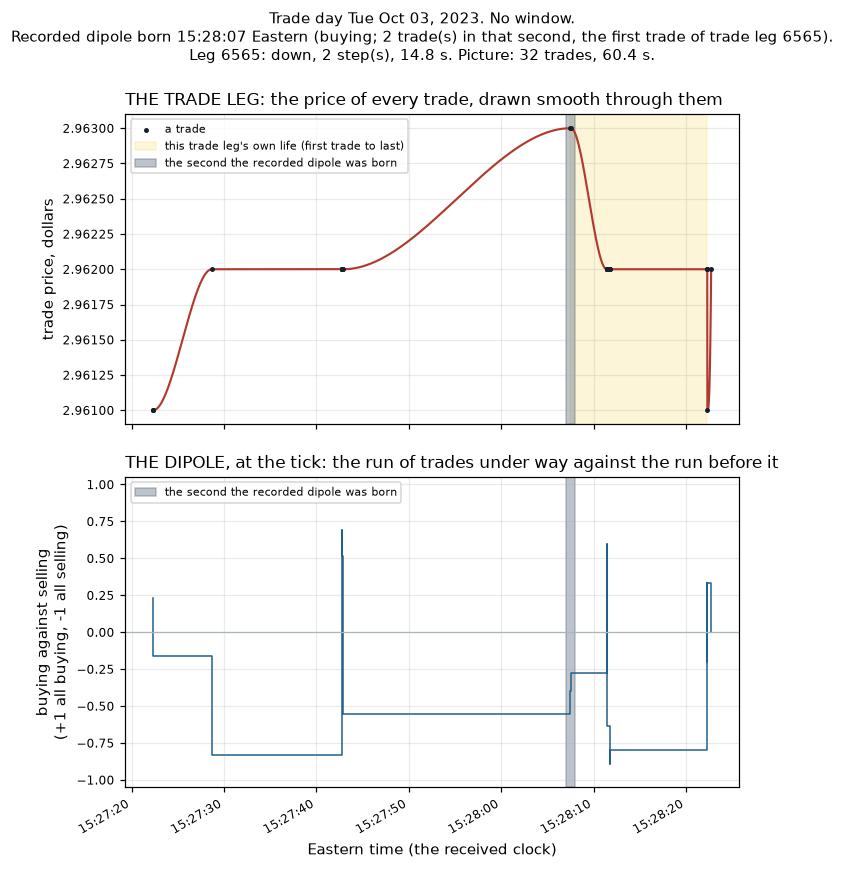 Trade day Tue Oct 03, 2023. No window.
Recorded dipole born 15:28:07 Eastern (buying; 2 trade(s) in that second, the first trade of trade leg 6565).
Leg 6565: down, 2 step(s), 14.8 s. Picture: 32 trades, 60.4 s.
THE TRADE LEG: the price of every trade, drawn smooth through them
a trade
this trade leg's own life (first trade to last)
the second the recorded dipole was born
trade price, dollars
2.96300
2.96275
2.96250
2.96225
2.96200
2.96175
2.96150
2.96125
2.96100
THE DIPOLE, at the tick: the run of trades under way against the run before it
the second the recorded dipole was born
buying against selling
(+1 all buying, -1 all selling)
1.00
0.75
0.50
0.25
0.00
−0.25
−0.50
−0.75
−1.00
15:27:20
15:27:30
15:27:40
15:27:50
15:28:00
15:28:10
15:28:20
Eastern time (the received clock)